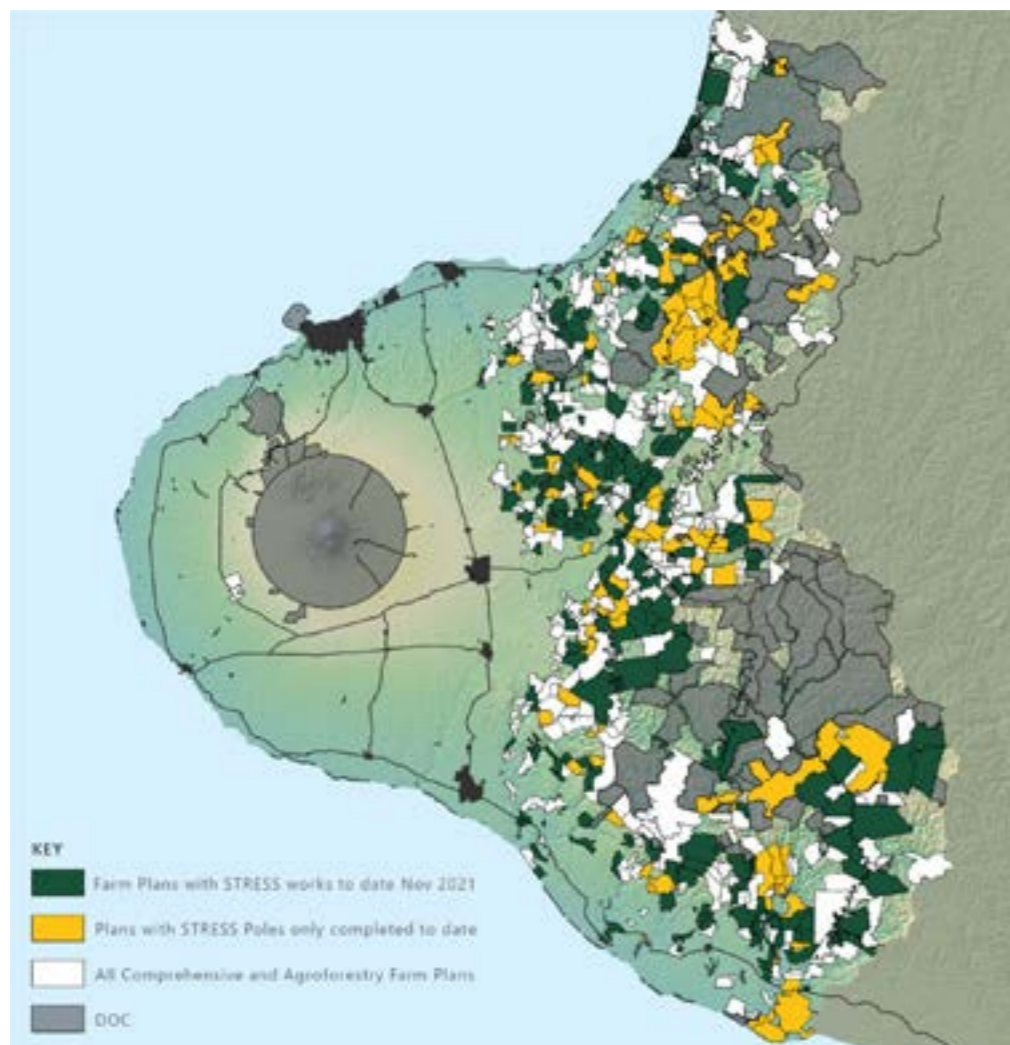 KEY
Farm Plans with STRESS works to date Nov 2021
Plans with STRESS Poles only completed to date
All Comprehensive and Agroforestry Farm Plans
DOC